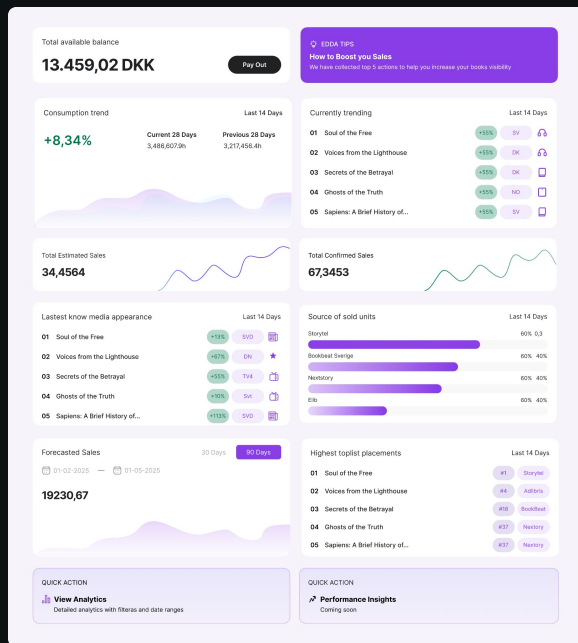 Total available balance
13.459,02 DKK
Pay Out
EDDA TIPS
How to Boost you Sales
We have collected top 5 actions to help you increase your books visibility
Consumption trend
Last 14 Days
+8,34%
Current 28 Days
3,486,607.9h
Previous 28 Days
3,217,456.4h
Currently trending
Last 14 Days
01 Soul of the Free +55% SV
02 Voices from the Lighthouse +55% DK
03 Secrets of the Betrayal +55% DK
04 Ghosts of the Truth +55% NO
05 Sapiens: A Brief History of... +55% SV
Total Estimated Sales
34,4564
Total Confirmed Sales
67,3453
Lastest know media appearance
Last 14 Days
01 Soul of the Free +13% SVD
02 Voices from the Lighthouse +67% DN
03 Secrets of the Betrayal +55% TV4
04 Ghosts of the Truth +10% Svt
05 Sapiens: A Brief History of... +113% SVD
Source of sold units
Last 14 Days
Storytel 60% 0,3
Bookbeat Sverige 60% 40%
Nextstory 60% 40%
Ellb 60% 40%
Forecasted Sales
30 Days
90 Days
01-02-2025 — 01-05-2025
19230,67
Highest toplist placements
Last 14 Days
01 Soul of the Free #1 Storytel
02 Voices from the Lighthouse #4 Adlibris
03 Secrets of the Betrayal #18 BookBeat
04 Ghosts of the Truth #37 Nextory
05 Sapiens: A Brief History of... #37 Nextory
QUICK ACTION
View Analytics
Detailed analytics with filteras and date ranges
QUICK ACTION
Performance Insights
Coming soon